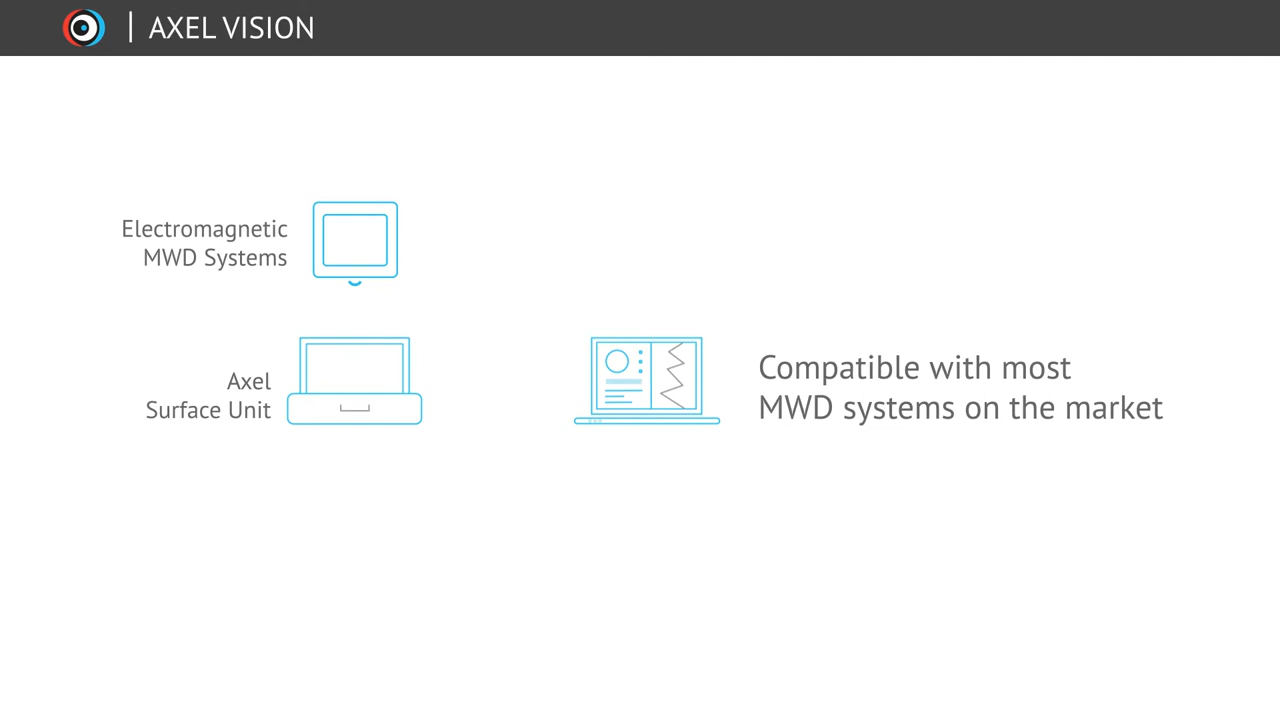 AXEL VISION
Electromagnetic
MWD Systems
Axel
Surface Unit
Compatible with most
MWD systems on the market